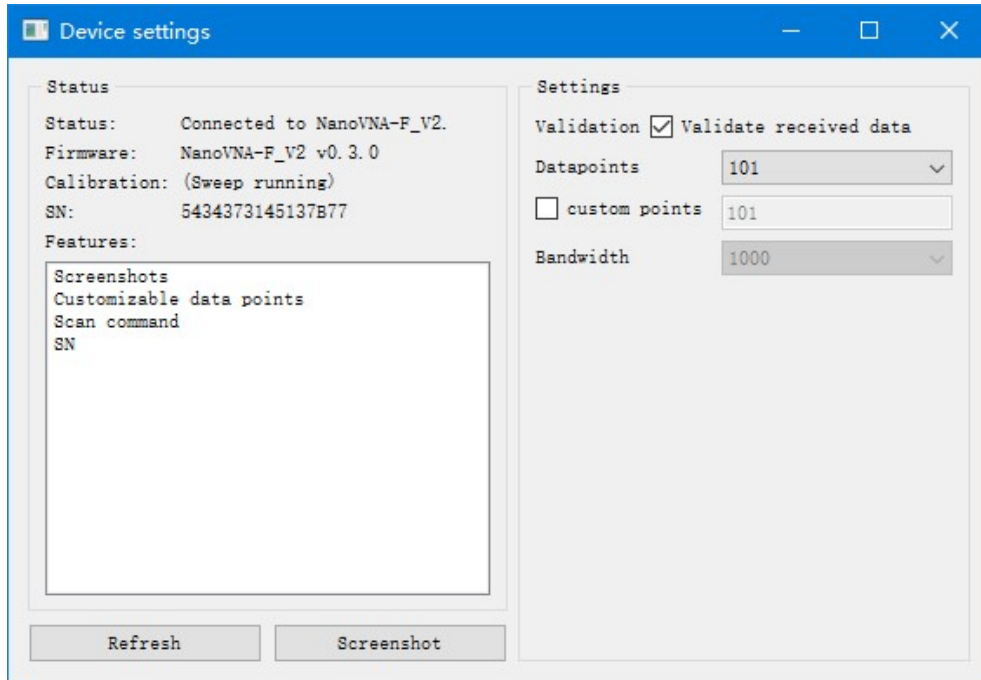 Device settings
Status
Status: Connected to NanoVNA-F_V2.
Firmware: NanoVNA-F_V2 v0.3.0
Calibration: (Sweep running)
SN: 5434373145137B77
Features:
Screenshots
Customizable data points
Scan command
SN
Refresh
Screenshot
Settings
Validation Validate received data
Datapoints 101
custom points 101
Bandwidth 1000